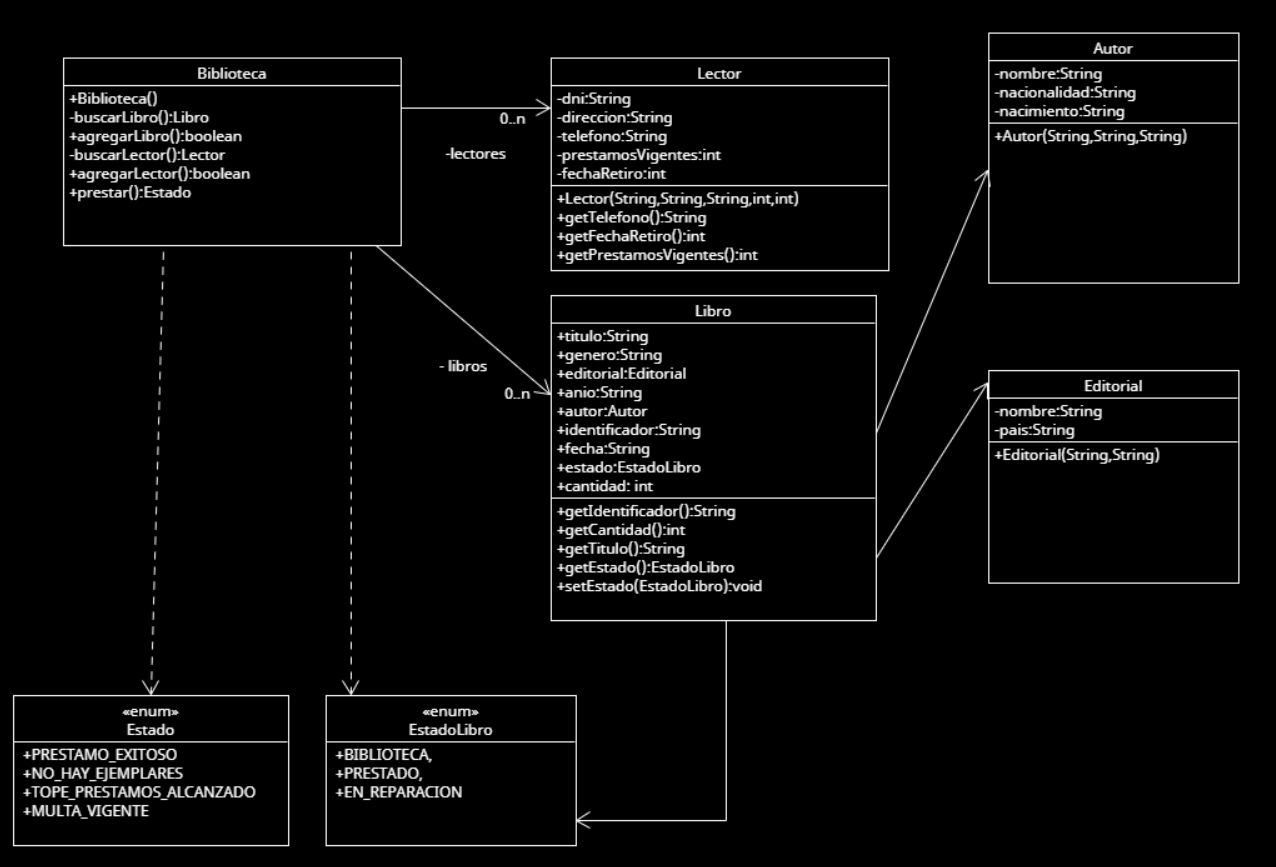 Biblioteca
+Biblioteca()
-buscarLibro():Libro
+agregarLibro():boolean
-buscarLector():Lector
+agregarLector():boolean
+prestar():Estado
0..n
-lectores
Lector
-dni:String
-direccion:String
-telefono:String
-prestamosVigentes:int
-fechaRetiro:int
+Lector(String,String,String,int,int)
+getTelefono():String
+getFechaRetiro():int
+getPrestamosVigentes():int
Autor
-nombre:String
-nacionalidad:String
-nacimiento:String
+Autor(String,String,String)
- libros
0..n
Libro
+titulo:String
+genero:String
+editorial:Editorial
+anio:String
+autor:Autor
+identificador:String
+fecha:String
+estado:EstadoLibro
+cantidad: int
+getIdentificador():String
+getCantidad():int
+getTitulo():String
+getEstado():EstadoLibro
+setEstado(EstadoLibro):void
Editorial
-nombre:String
-pais:String
+Editorial(String,String)
«enum»
Estado
+PRESTAMO_EXITOSO
+NO_HAY_EJEMPLARES
+TOPE_PRESTAMOS_ALCANZADO
+MULTA_VIGENTE
«enum»
EstadoLibro
+BIBLIOTECA,
+PRESTADO,
+EN_REPARACION